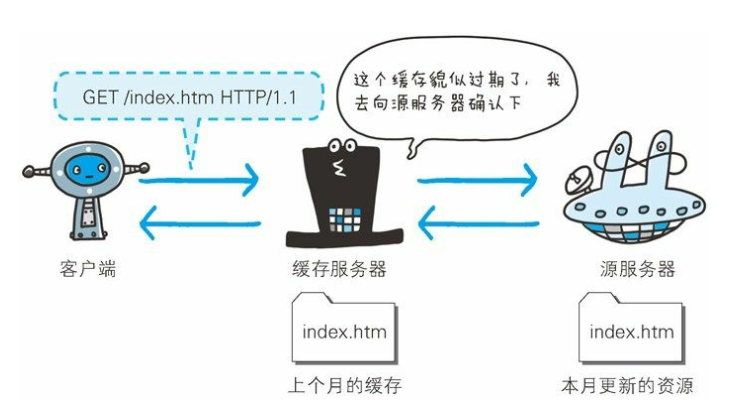 这个缓存貌似过期了，我
去向源服务器确认下
GET /index.htm HTTP/1.1
客户端
缓存服务器
源服务器
index.htm
index.htm
上个月的缓存
本月更新的资源